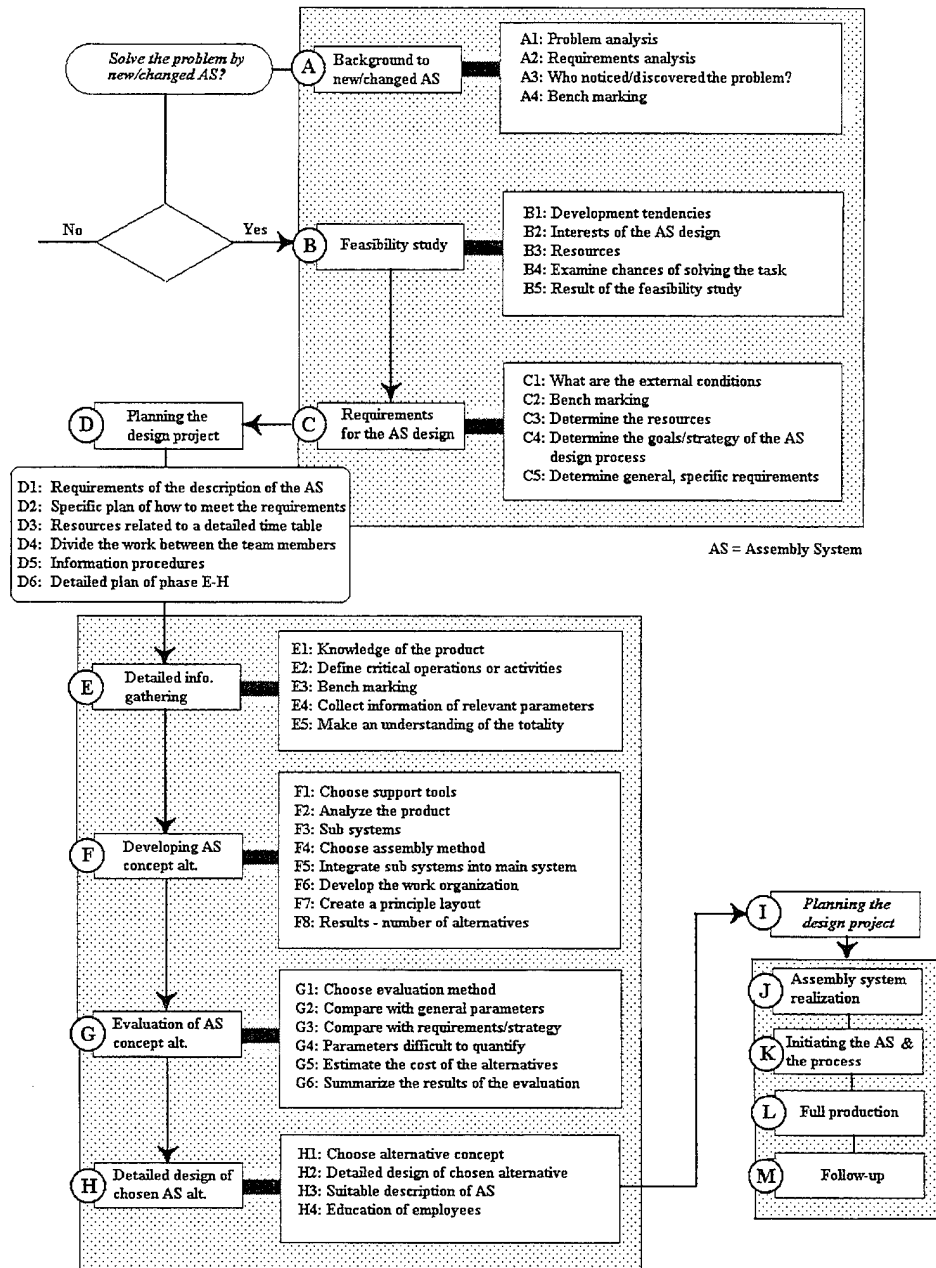 Solve the problem by
new/changed AS?
A
Background to
new/changed AS
A1: Problem analysis
A2: Requirements analysis
A3: Who noticed/discovered the problem?
A4: Bench marking
No
Yes
B
Feasibility study
B1: Development tendencies
B2: Interests of the AS design
B3: Resources
B4: Examine chances of solving the task
B5: Result of the feasibility study
C
Requirements
for the AS design
C1: What are the external conditions
C2: Bench marking
C3: Determine the resources
C4: Determine the goals/strategy of the AS
design process
C5: Determine general, specific requirements
D
Planning the
design project
D1: Requirements of the description of the AS
D2: Specific plan of how to meet the requirements
D3: Resources related to a detailed time table
D4: Divide the work between the team members
D5: Information procedures
D6: Detailed plan of phase E-H
AS = Assembly System
E
Detailed info.
gathering
E1: Knowledge of the product
E2: Define critical operations or activities
E3: Bench marking
E4: Collect information of relevant parameters
E5: Make an understanding of the totality
F
Developing AS
concept alt.
F1: Choose support tools
F2: Analyze the product
F3: Sub systems
F4: Choose assembly method
F5: Integrate sub systems into main system
F6: Develop the work organization
F7: Create a principle layout
F8: Results - number of alternatives
G
Evaluation of AS
concept alt.
G1: Choose evaluation method
G2: Compare with general parameters
G3: Compare with requirements/strategy
G4: Parameters difficult to quantify
G5: Estimate the cost of the alternatives
G6: Summarize the results of the evaluation
H
Detailed design of
chosen AS alt.
H1: Choose alternative concept
H2: Detailed design of chosen alternative
H3: Suitable description of AS
H4: Education of employees
I
Planning the
design project
J
Assembly system
realization
K
Initiating the AS &
the process
L
Full production
M
Follow-up